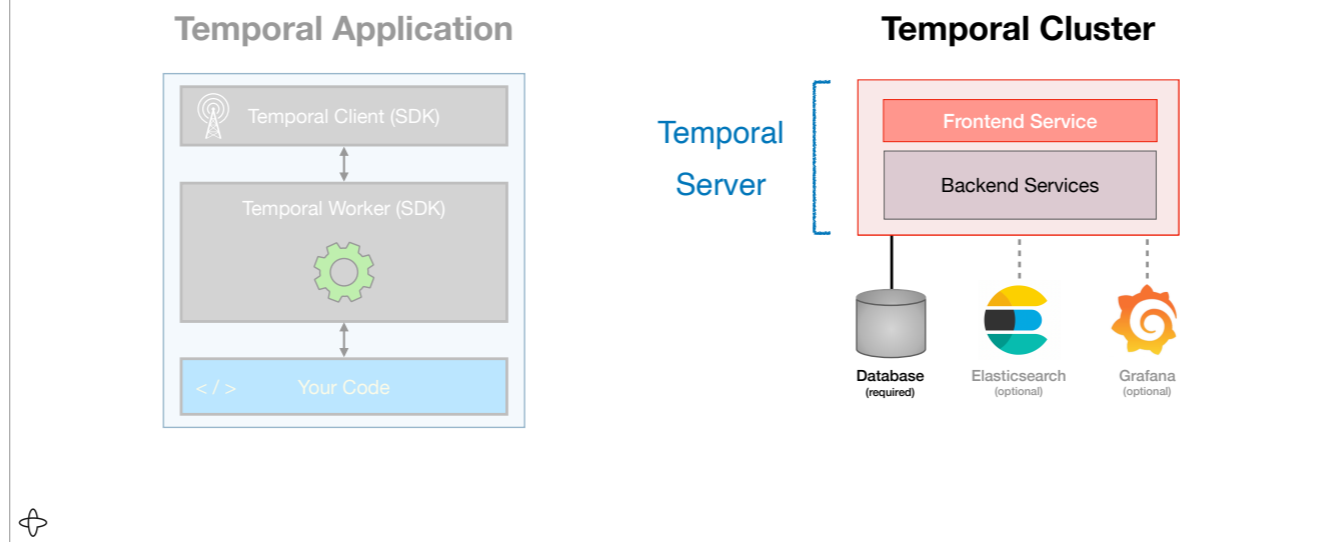 Temporal Application
Temporal Client (SDK)
Temporal Worker (SDK)
< / >
Your Code
Temporal Cluster
Temporal
Server
Frontend Service
Backend Services
Database
(required)
Elasticsearch
(optional)
Grafana
(optional)